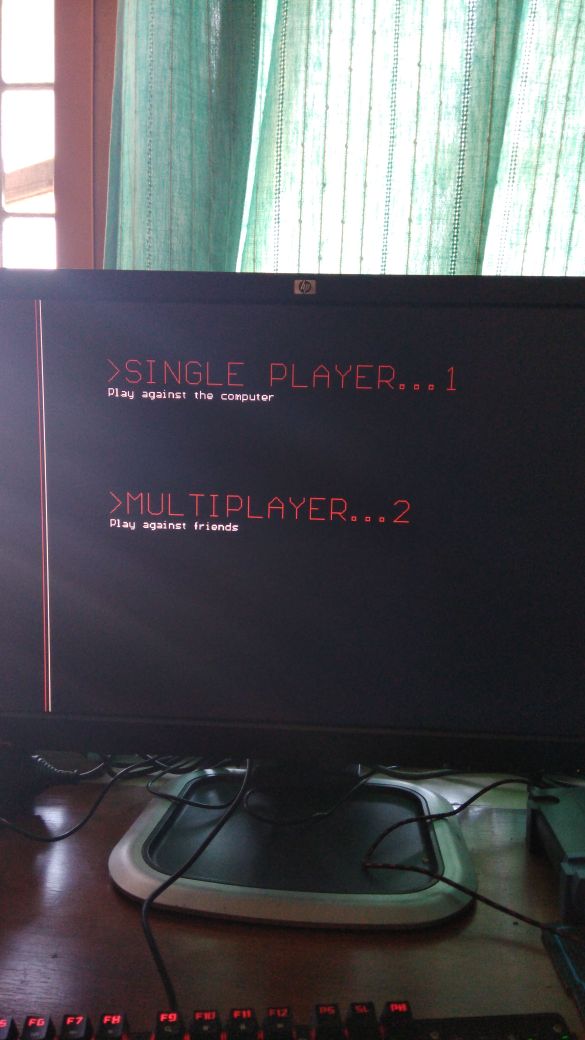 hp
>SINGLE PLAYER...1
Play against the computer
>MULTIPLAYER...2
Play against friends
F6 F7 F8 F9 F10 F11 F12 PS SL PB